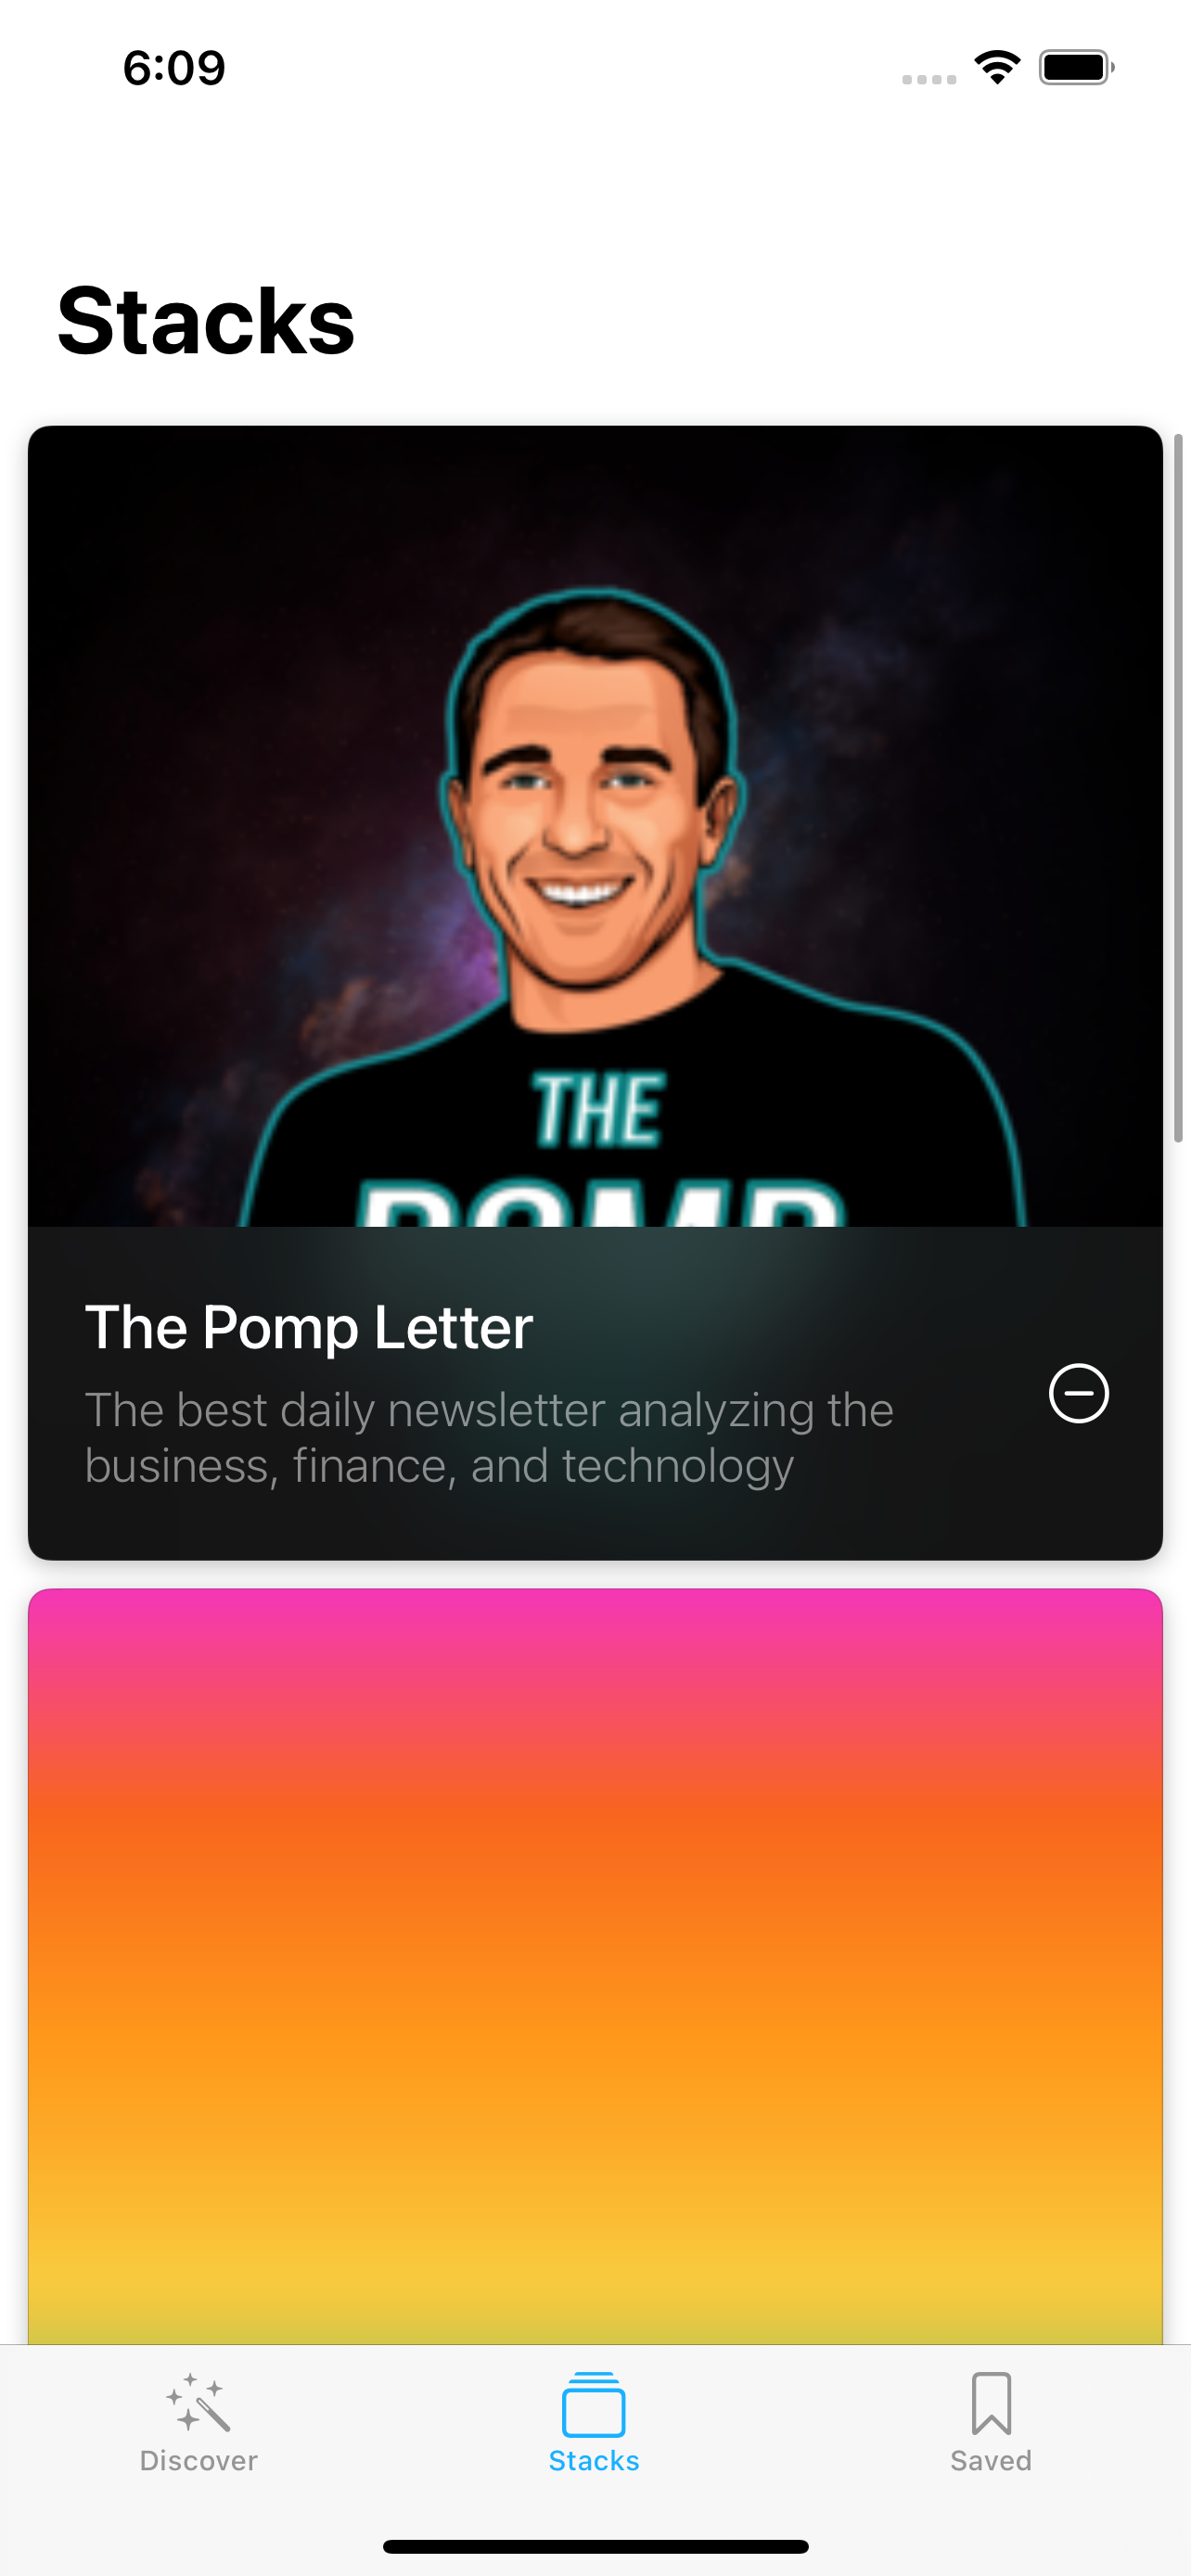 6:09
Stacks
THE
POMP
The Pomp Letter
The best daily newsletter analyzing the
business, finance, and technology
Discover
Stacks
Saved